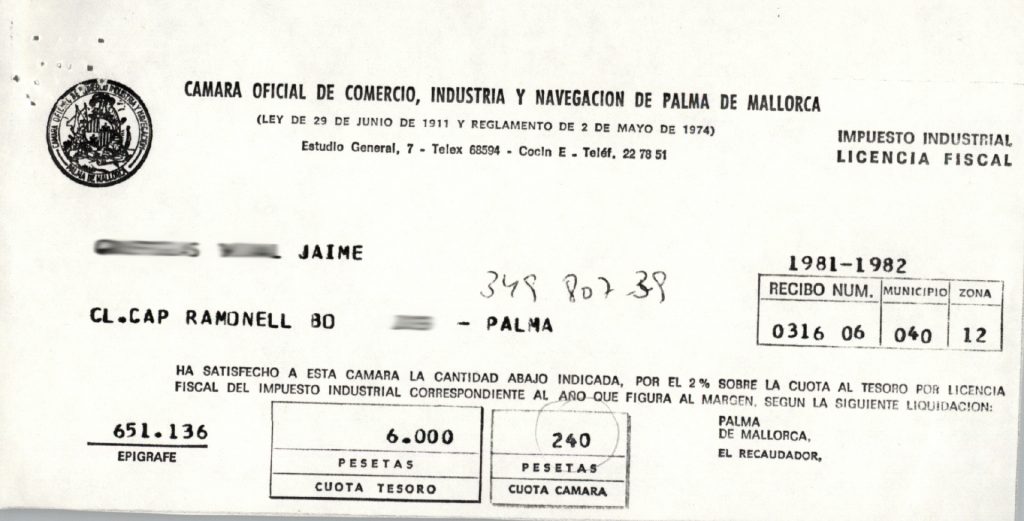 CAMARA OFICIAL DE COMERCIO, INDUSTRIA Y NAVEGACION DE PALMA DE MALLORCA
(LEY DE 29 DE JUNIO DE 1911 Y REGLAMENTO DE 2 DE MAYO DE 1974)
Estudio General, 7 - Telex 68594 - Cocin E - Teléf. 22 78 51
IMPUESTO INDUSTRIAL
LICENCIA FISCAL
PALMA DE MALLORCA
JAIME
349 807 39
CL.CAP RAMONELL 80 - PALMA
1981-1982
RECIBO NUM. MUNICIPIO ZONA
0316 06 040 12
HA SATISFECHO A ESTA CAMARA LA CANTIDAD ABAJO INDICADA, POR EL 2 % SOBRE LA CUOTA AL TESORO POR LICENCIA
FISCAL DEL IMPUESTO INDUSTRIAL CORRESPONDIENTE AL AÑO QUE FIGURA AL MARGEN, SEGUN LA SIGUIENTE LIQUIDACION:
651.136
EPIGRAFE
6.000
PESETAS
CUOTA TESORO
240
PESETAS
CUOTA CAMARA
PALMA
DE MALLORCA,
EL RECAUDADOR,